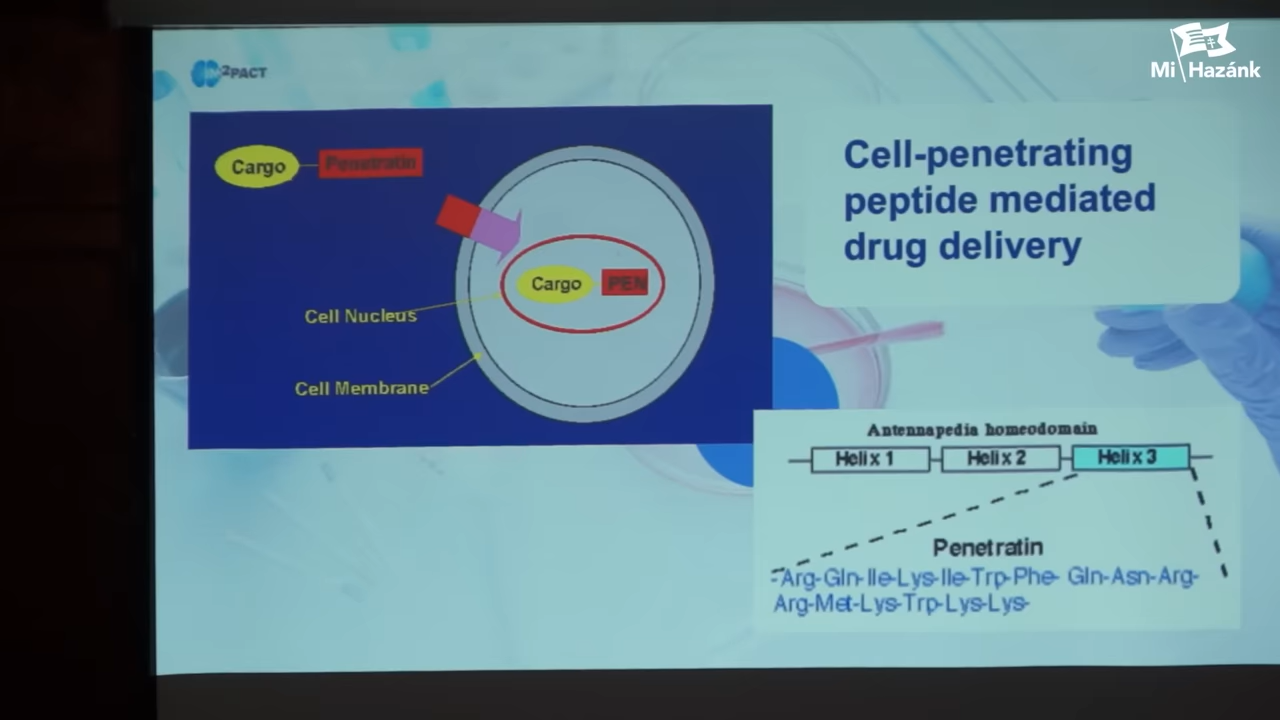 IM2PACT
Mi Hazánk
Cargo
Penetratin
Cell-penetrating
peptide mediated
drug delivery
Cargo
PEN
Cell Nucleus
Cell Membrane
Antennapedia homeodomain
Helix 1
Helix 2
Helix 3
Penetratin
-Arg-Gln-Ile-Lys-Ile-Trp-Phe- Gln-Asn-Arg-
Arg-Met-Lys-Trp-Lys-Lys-